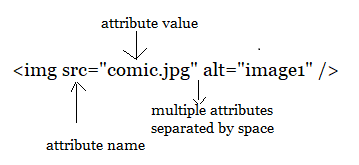 attribute value
<img src="comic.jpg" alt="image1" />
multiple attributes
separated by space
attribute name